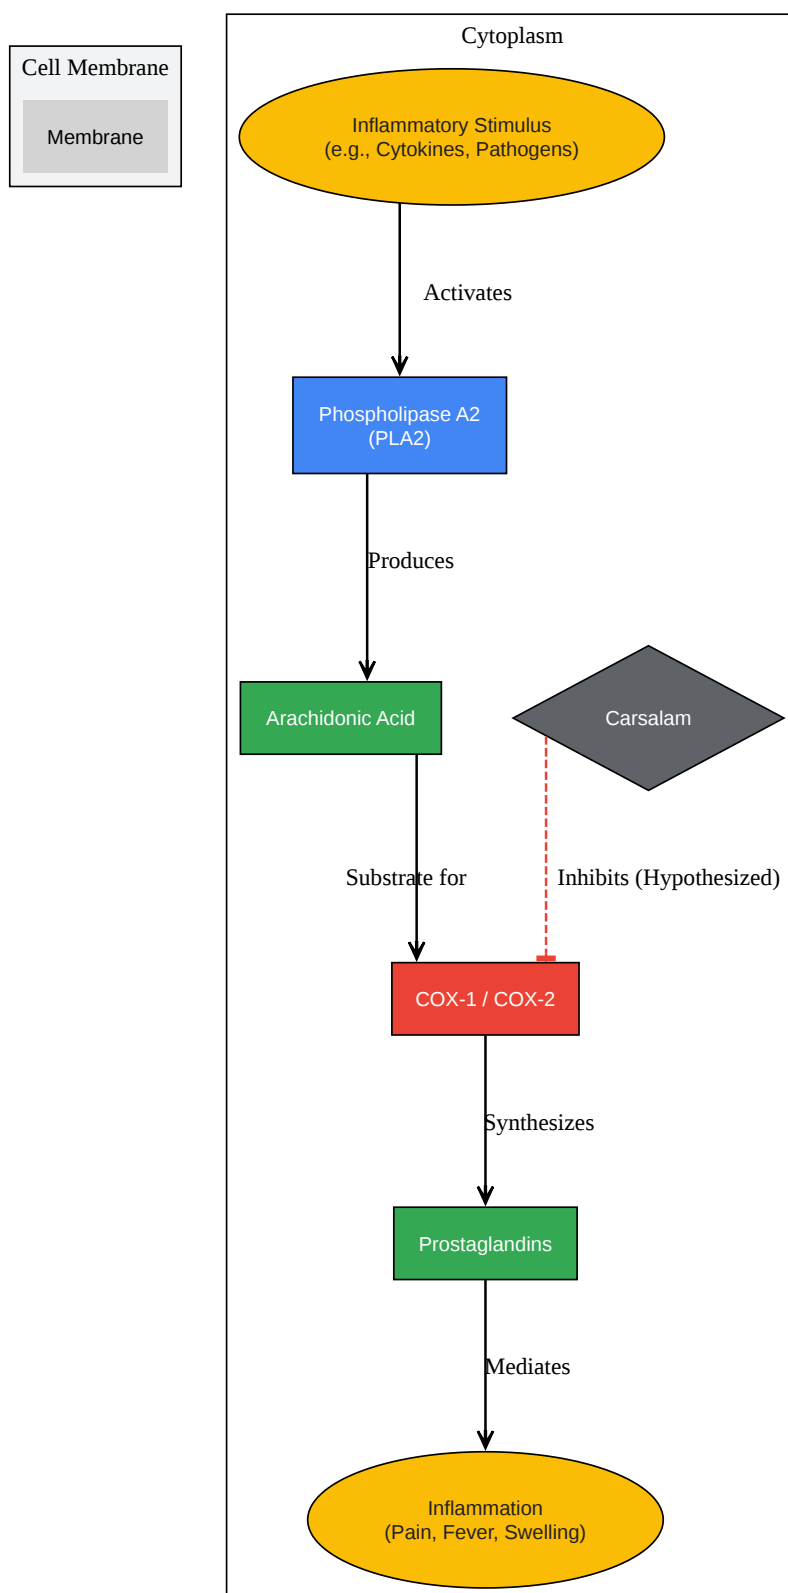 Cytoplasm
Cell Membrane
Membrane
Inflammatory Stimulus
(e.g., Cytokines, Pathogens)
Activates
Phospholipase A2
(PLA2)
Produces
Arachidonic Acid
Carsalam
Substrate for
Inhibits (Hypothesized)
COX-1 / COX-2
Synthesizes
Prostaglandins
Mediates
Inflammation
(Pain, Fever, Swelling)